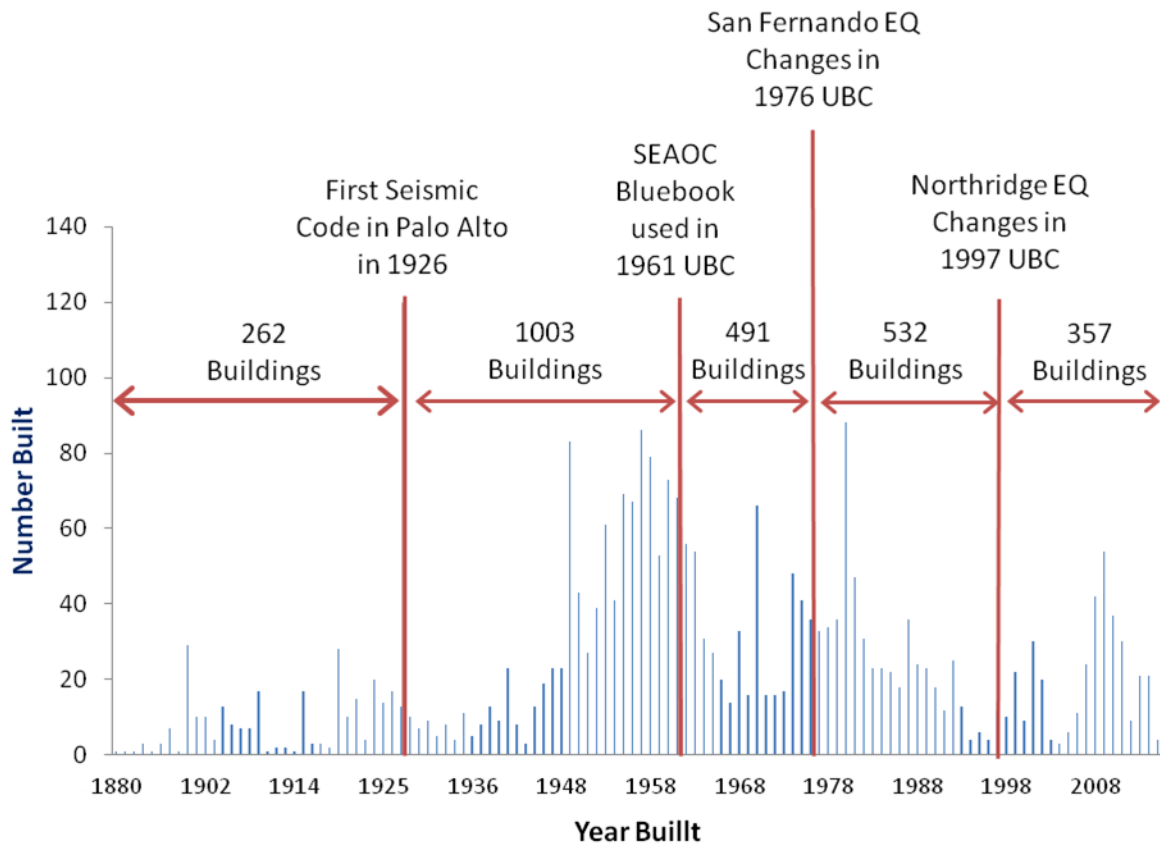 San Fernando EQ
Changes in
1976 UBC
SEAOC
Bluebook
used in
1961 UBC
First Seismic
Code in Palo Alto
in 1926
Northridge EQ
Changes in
1997 UBC
262
Buildings
1003
Buildings
491
Buildings
532
Buildings
357
Buildings
Number Built
140
120
100
80
60
40
20
0
1880 1902 1914 1925 1936 1948 1958 1968 1978 1988 1998 2008
Year Buillt